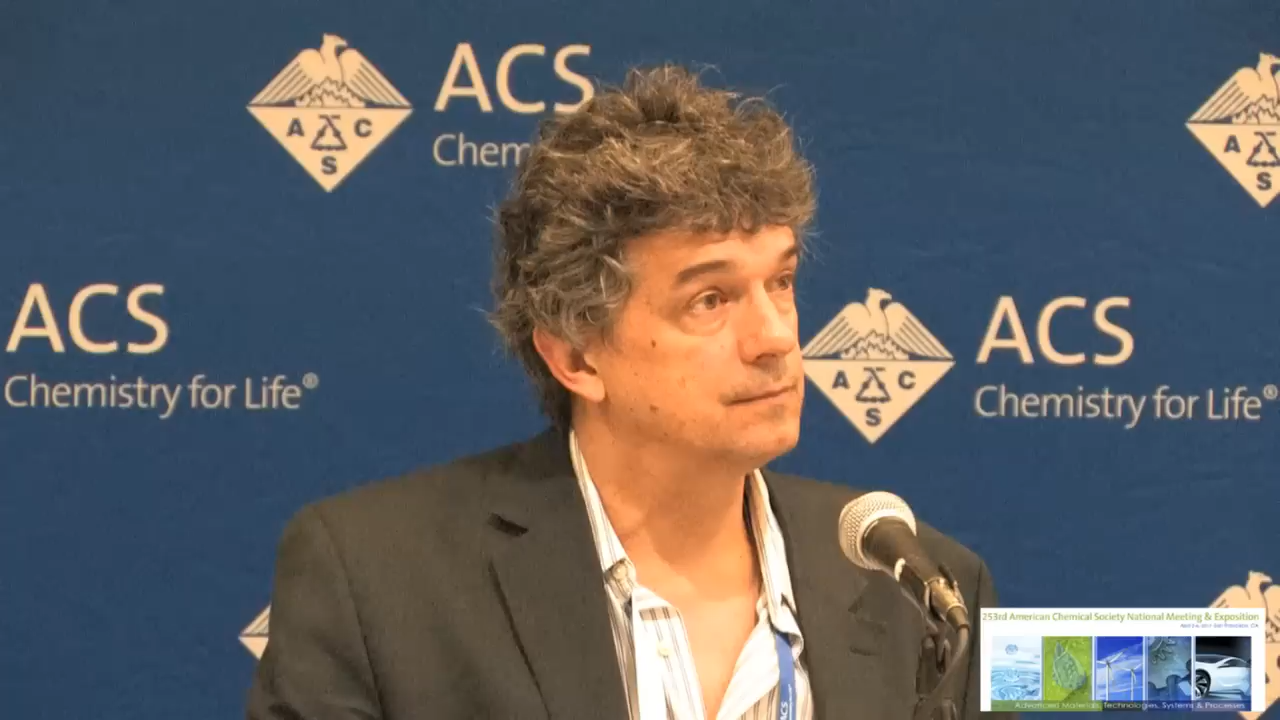 ACS
Chem
A C
S
A
S
ACS
Chemistry for Life®
ACS
Chemistry for Life®
A C
S
ACS
253rd American Chemical Society National Meeting & Exposition
Advanced Materials, Technologies, Systems & Processes